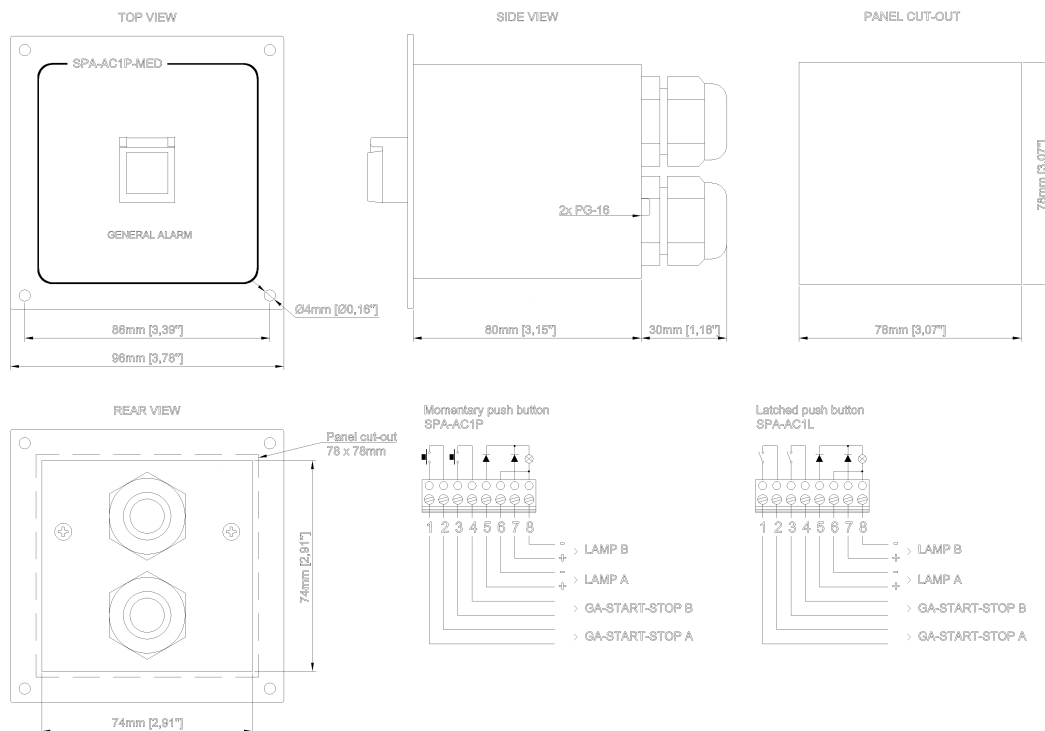 TOP VIEW
SPA-AC1P-MED
GENERAL ALARM
Ø4mm [Ø0,16"]
86mm [3,39"]
96mm [3,78"]
SIDE VIEW
2x PG-16
80mm [3,15"]
30mm [1,18"]
PANEL CUT-OUT
78mm [3,07"]
78mm [3,07"]
REAR VIEW
Panel cut-out
78 x 78mm
74mm [2,91"]
74mm [2,91"]
Momentary push button
SPA-AC1P
1 2 3 4 5 6 7 8
- 
+ LAMP B
- 
+ LAMP A
GA-START-STOP B
GA-START-STOP A
Latched push button
SPA-AC1L
1 2 3 4 5 6 7 8
- 
+ LAMP B
- 
+ LAMP A
GA-START-STOP B
GA-START-STOP A